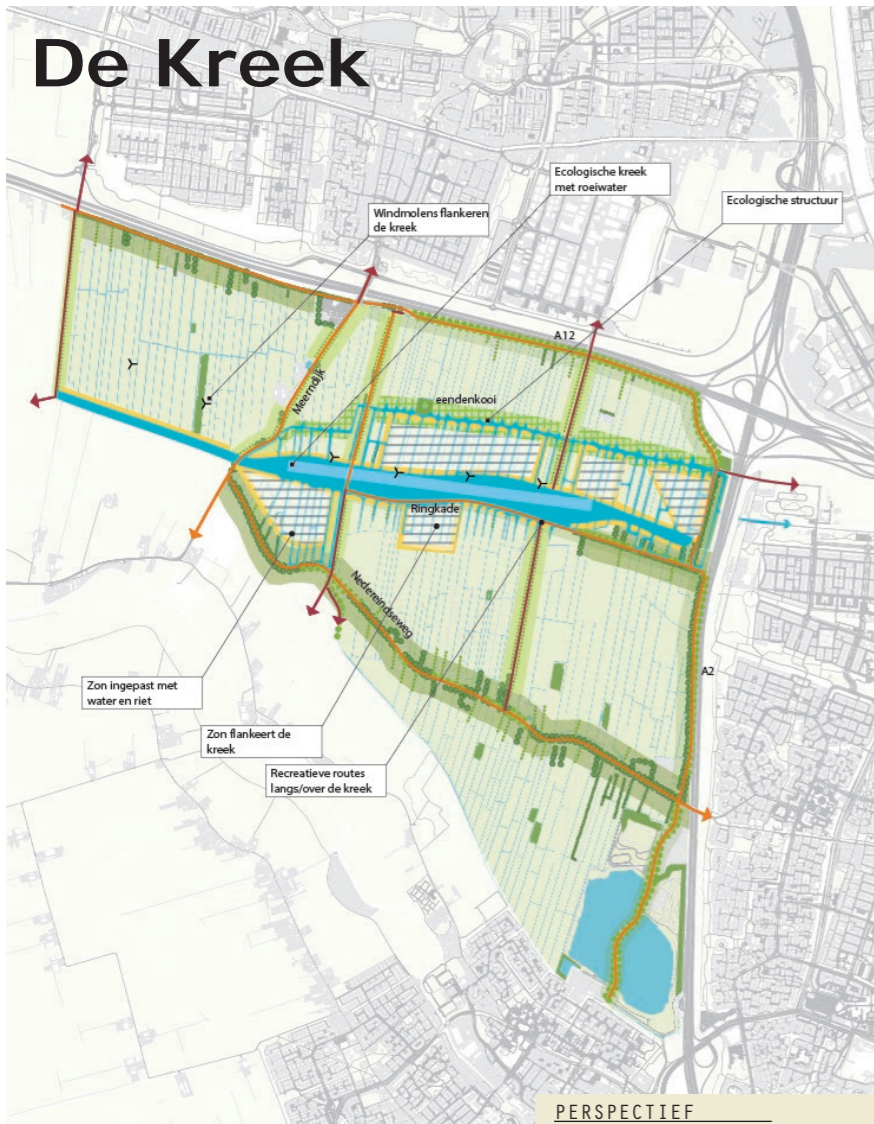 De Kreek
Ecologische kreek
met roeiwater
Ecologische structuur
Windmolens flankeren
de kreek
A12
Meerndijk
eendenkooi
Ringkade
Nedereindseweg
A2
Zon ingepast met
water en riet
Zon flankeert de
kreek
Recreatieve routes
langs/over de kreek
PERSPECTIEF